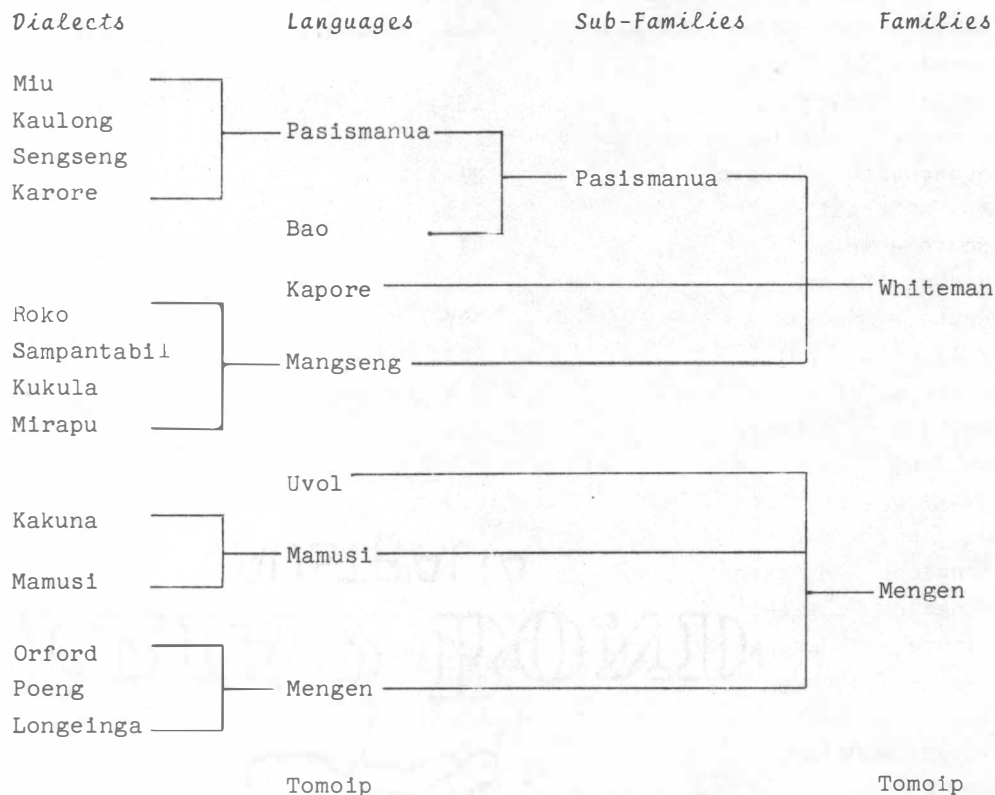 Dialects Languages Sub-Families Families
Miu
Kaulong Pasismanua
Sengseng Pasismanua
Karore
Bao
Kapore Whiteman
Roko
Sampantabil
Mangseng
Kukula
Mirapu
Uvol
Kakuna
Mamusi
Mamusi Mengen
Orford
Poeng Mengen
Longeinga
Tomoip Tomoip